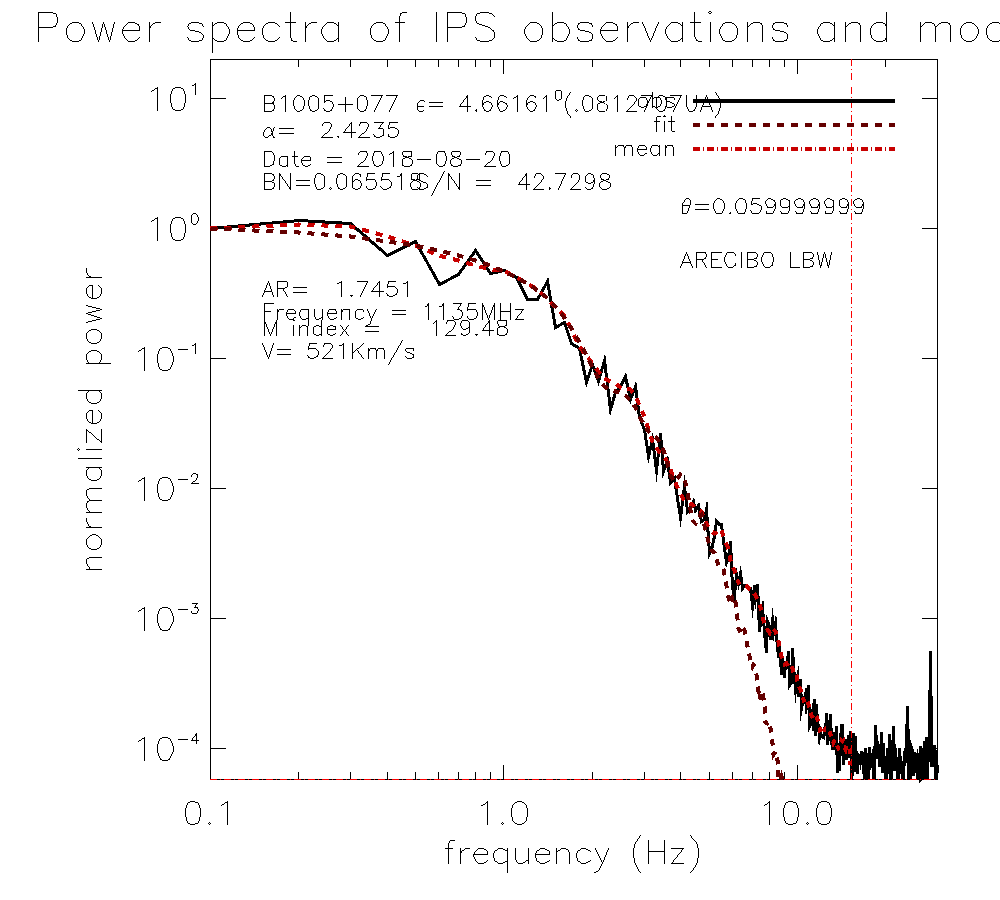 Power spectra of IPS observations and mod
B1005+077 ϵ= 4.66161⁰(.0812707UA)
obs
α= 2.4235
fit
Date = 2018-08-20
mean
BN=0.065518 S/N = 42.7298
θ=0.059999999
ARECIBO LBW
AR= 1.7451
Frequency = 1135MHz
M index = 129.48
V= 521Km/s
normalized power
10¹
10⁰
10⁻¹
10⁻²
10⁻³
10⁻⁴
0.1 1.0 10.0
frequency (Hz)